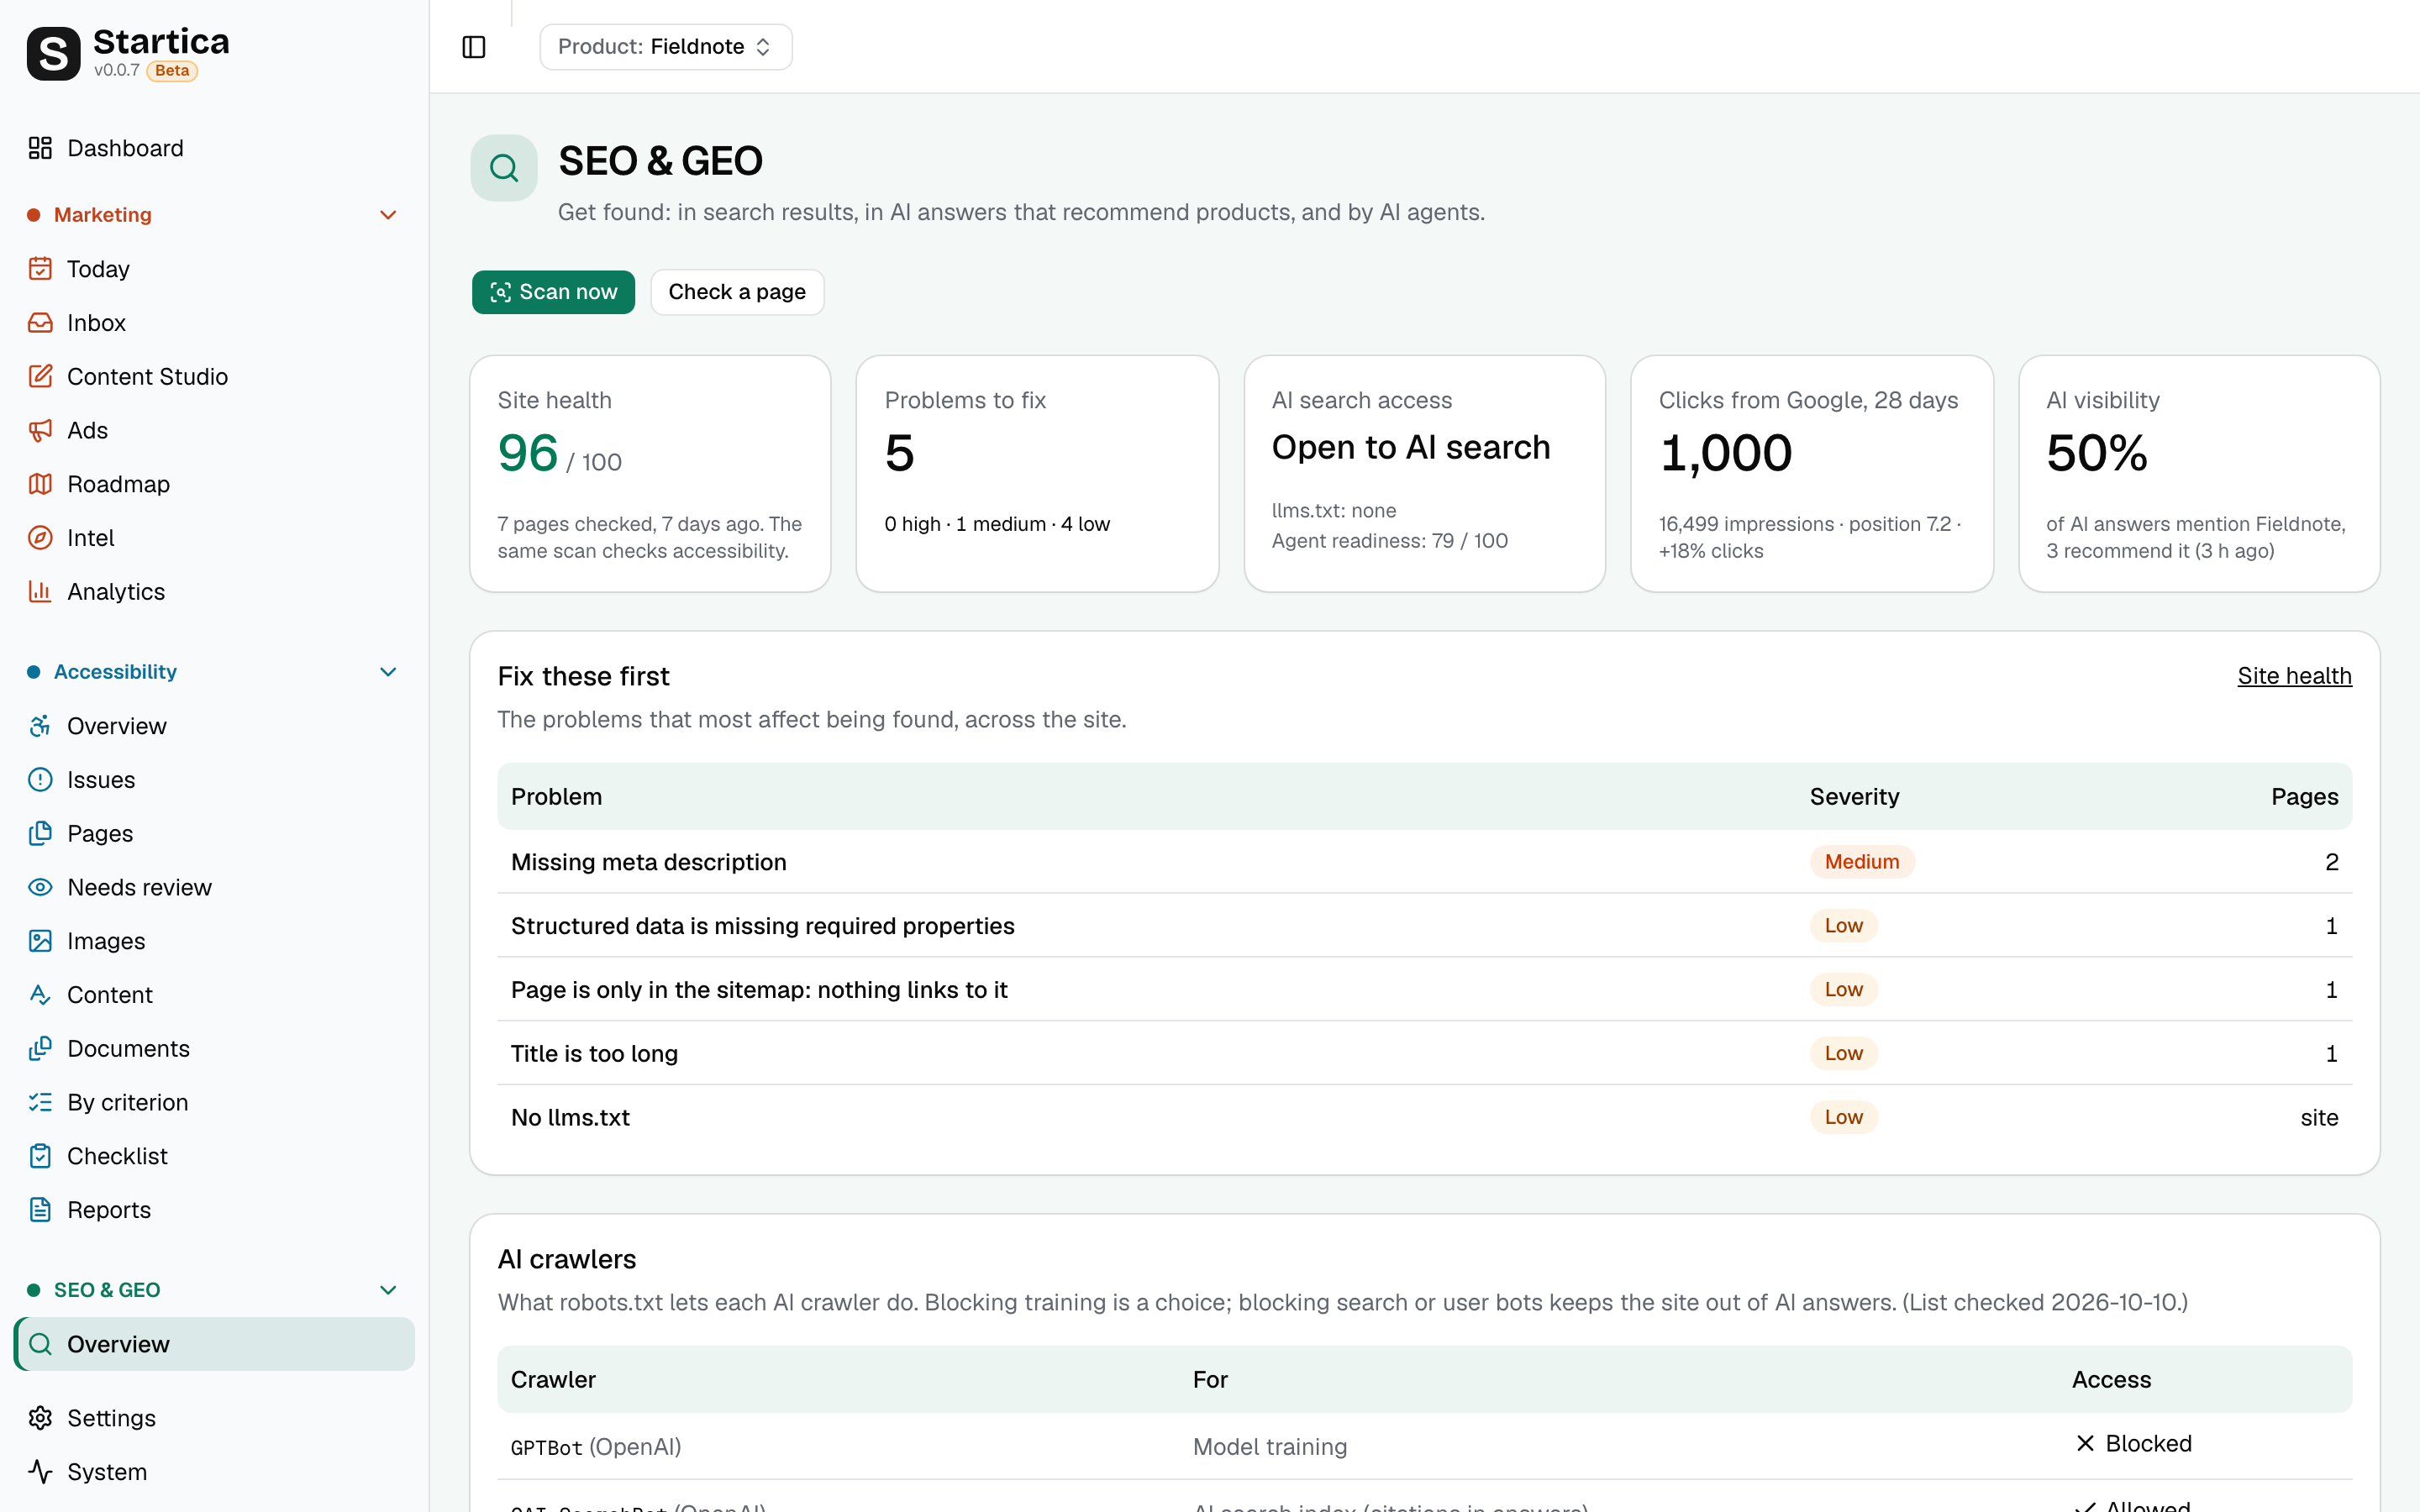 Startica
v0.0.7 Beta
Dashboard
Marketing
Today
Inbox
Content Studio
Ads
Roadmap
Intel
Analytics
Accessibility
Overview
Issues
Pages
Needs review
Images
Content
Documents
By criterion
Checklist
Reports
SEO & GEO
Overview
Settings
System
Product: Fieldnote
SEO & GEO
Get found: in search results, in AI answers that recommend products, and by AI agents.
Scan now
Check a page
Site health
96 / 100
7 pages checked, 7 days ago. The
same scan checks accessibility.
Problems to fix
5
0 high · 1 medium · 4 low
AI search access
Open to AI search
llms.txt: none
Agent readiness: 79 / 100
Clicks from Google, 28 days
1,000
16,499 impressions · position 7.2 ·
+18% clicks
AI visibility
50%
of AI answers mention Fieldnote,
3 recommend it (3 h ago)
Fix these first
Site health
The problems that most affect being found, across the site.
Problem Severity Pages
Missing meta description Medium 2
Structured data is missing required properties Low 1
Page is only in the sitemap: nothing links to it Low 1
Title is too long Low 1
No llms.txt Low site
AI crawlers
What robots.txt lets each AI crawler do. Blocking training is a choice; blocking search or user bots keeps the site out of AI answers. (List checked 2026-10-10.)
Crawler For Access
GPTBot (OpenAI) Model training Blocked
OAI-SearchBot (OpenAI) AI search index (citations in answers) Allowed